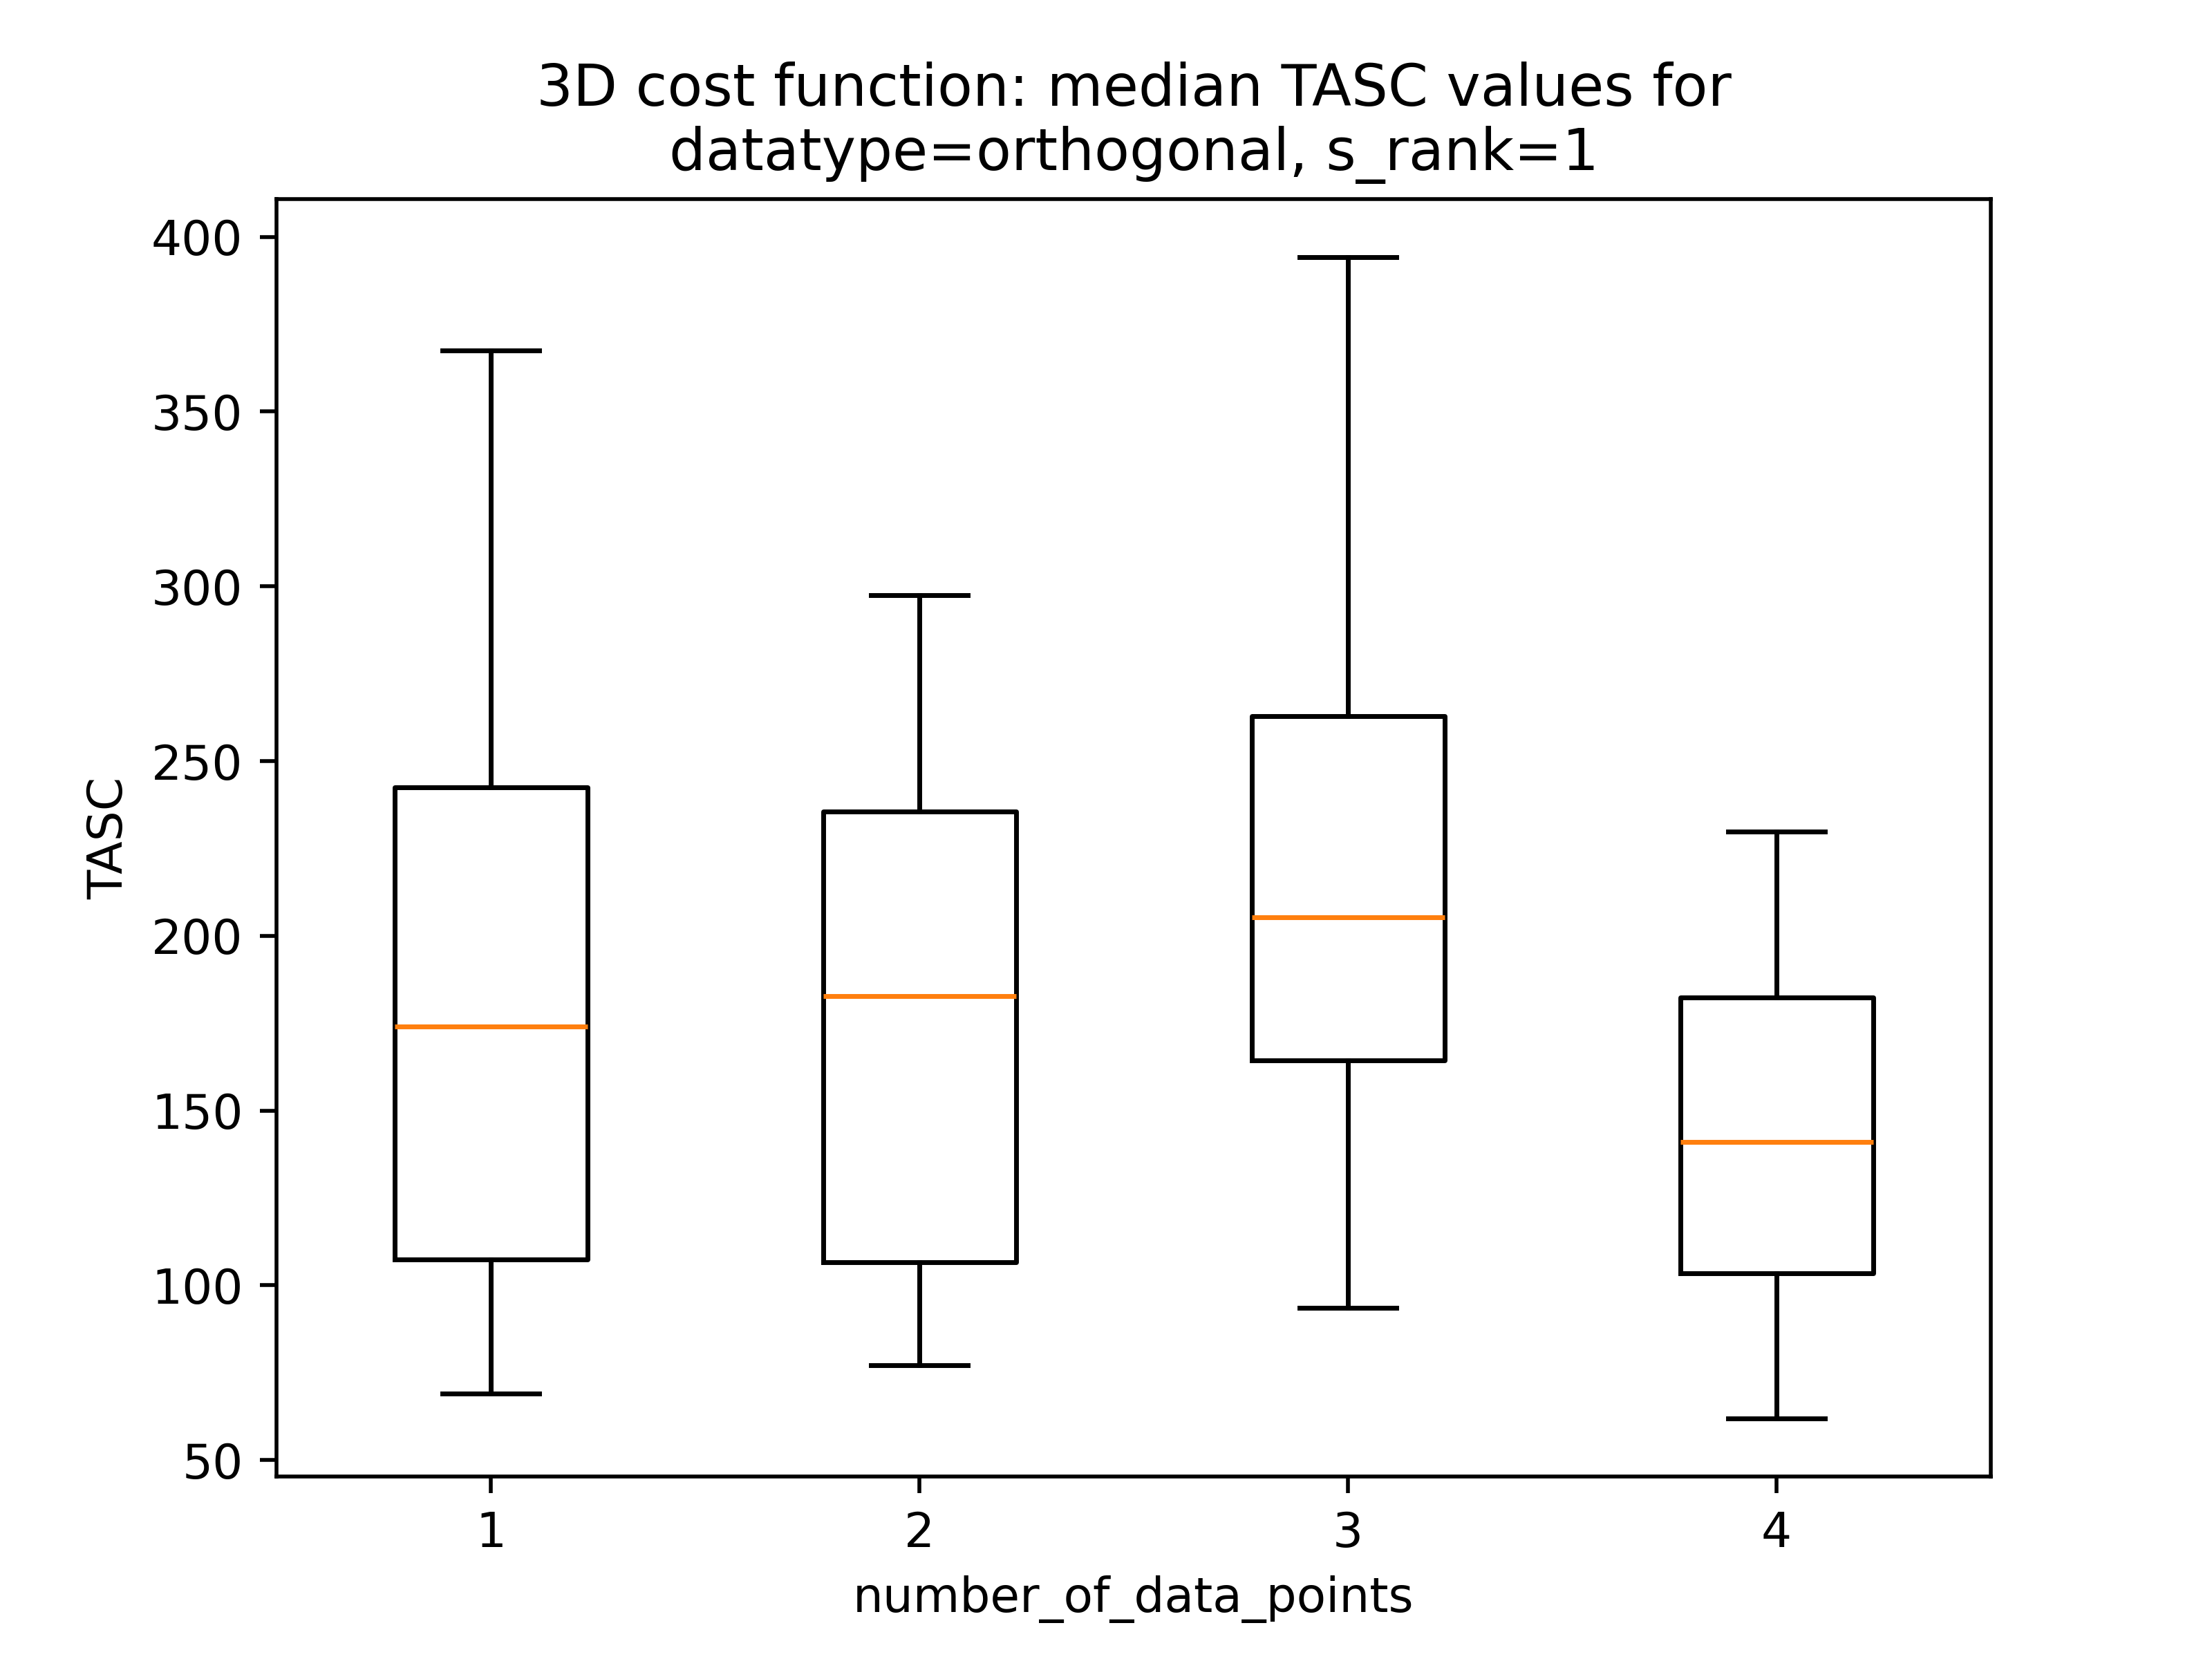 3D cost function: median TASC values for
datatype=orthogonal, s_rank=1
400
350
300
250
200
150
100
50
TASC
1 2 3 4
number_of_data_points